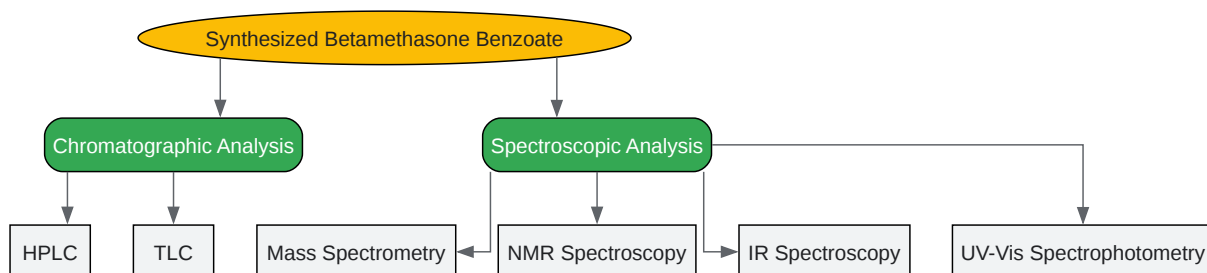 Synthesized Betamethasone Benzoate
Chromatographic Analysis
Spectroscopic Analysis
HPLC
TLC
Mass Spectrometry
NMR Spectroscopy
IR Spectroscopy
UV-Vis Spectrophotometry